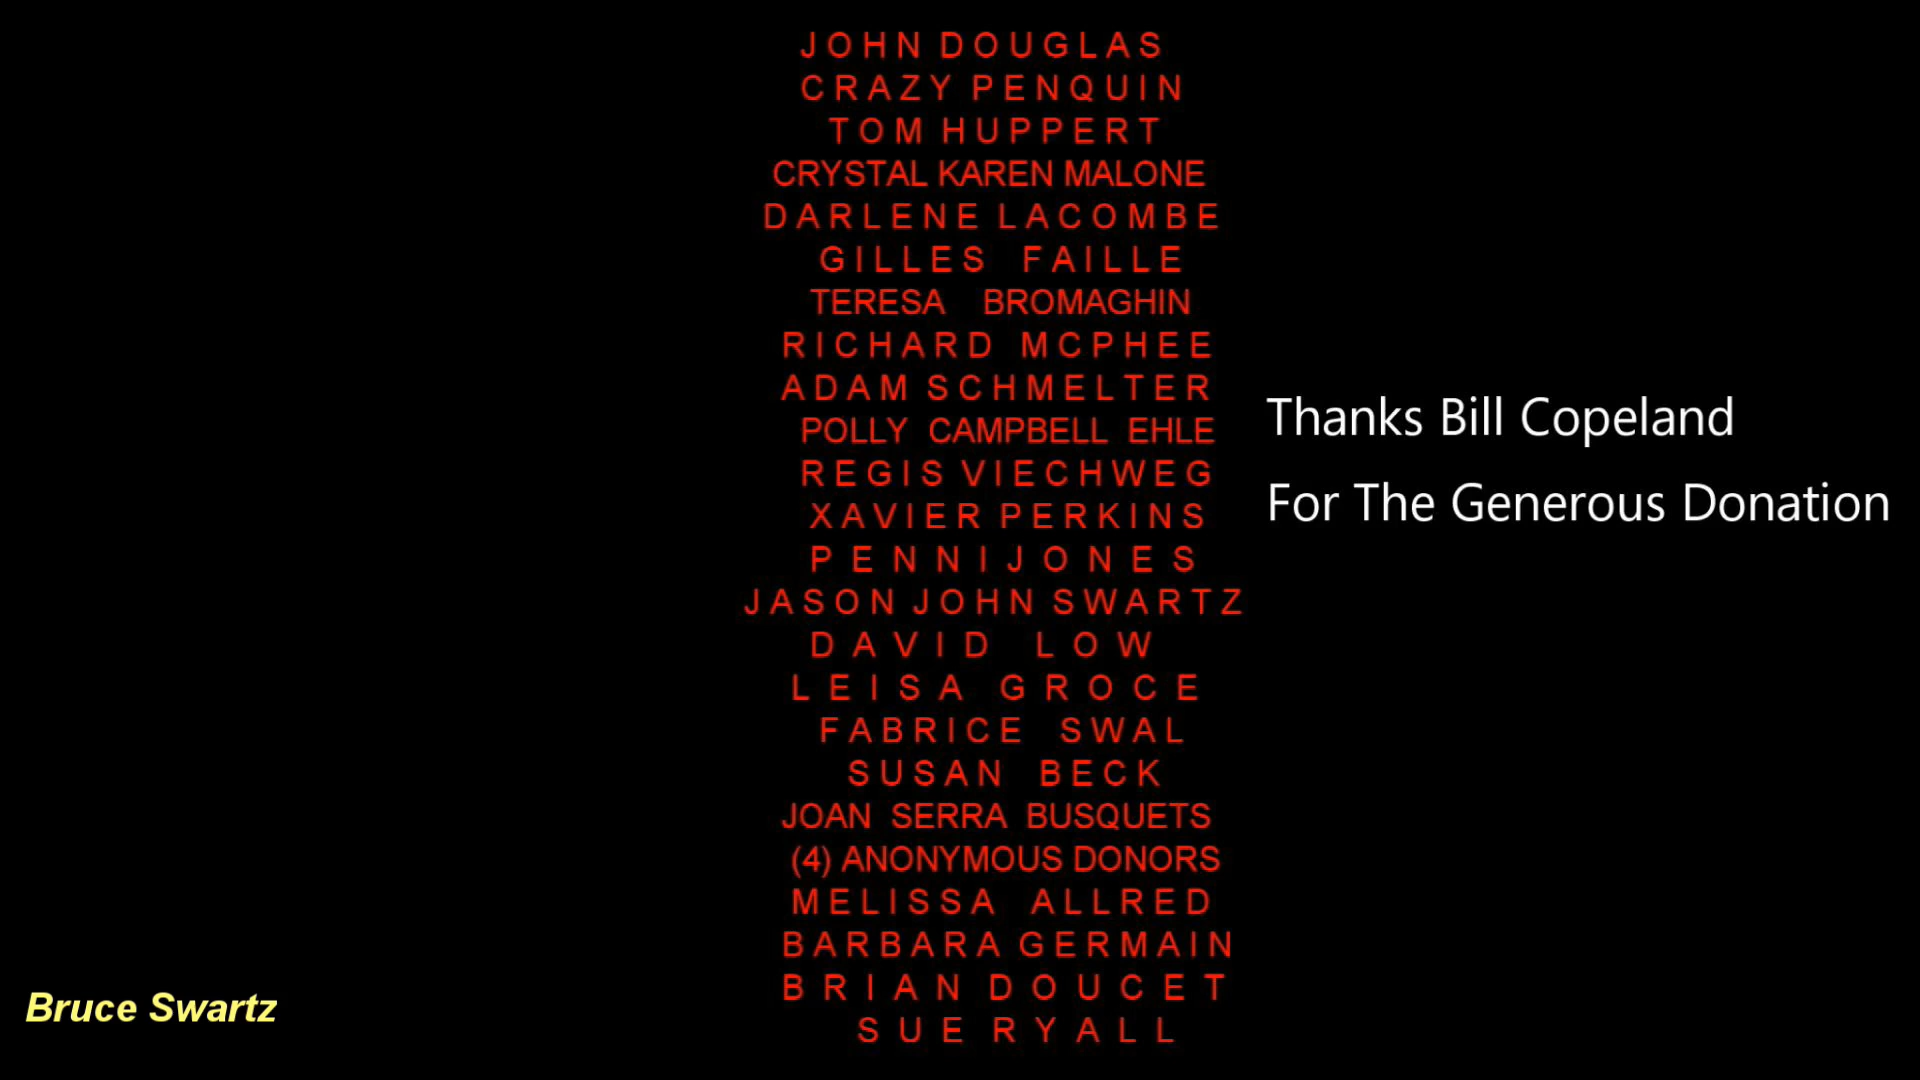 JOHN DOUGLAS
CRAZY PENQUIN
TOM HUPPERT
CRYSTAL KAREN MALONE
DARLENE LACOMBE
GILLES FAILLE
TERESA BROMAGHIN
RICHARD MCPHEE
ADAM SCHMELTER
POLLY CAMPBELL EHLE
REGIS VIECHWEG
XAVIER PERKINS
PENNIJONES
JASON JOHN SWARTZ
DAVID LOW
LEISA GROCE
FABRICE SWAL
SUSAN BECK
JOAN SERRA BUSQUETS
(4) ANONYMOUS DONORS
MELISSA ALLRED
BARBARA GERMAIN
BRIAN DOUCET
SUE RYALL
Thanks Bill Copeland
For The Generous Donation
Bruce Swartz